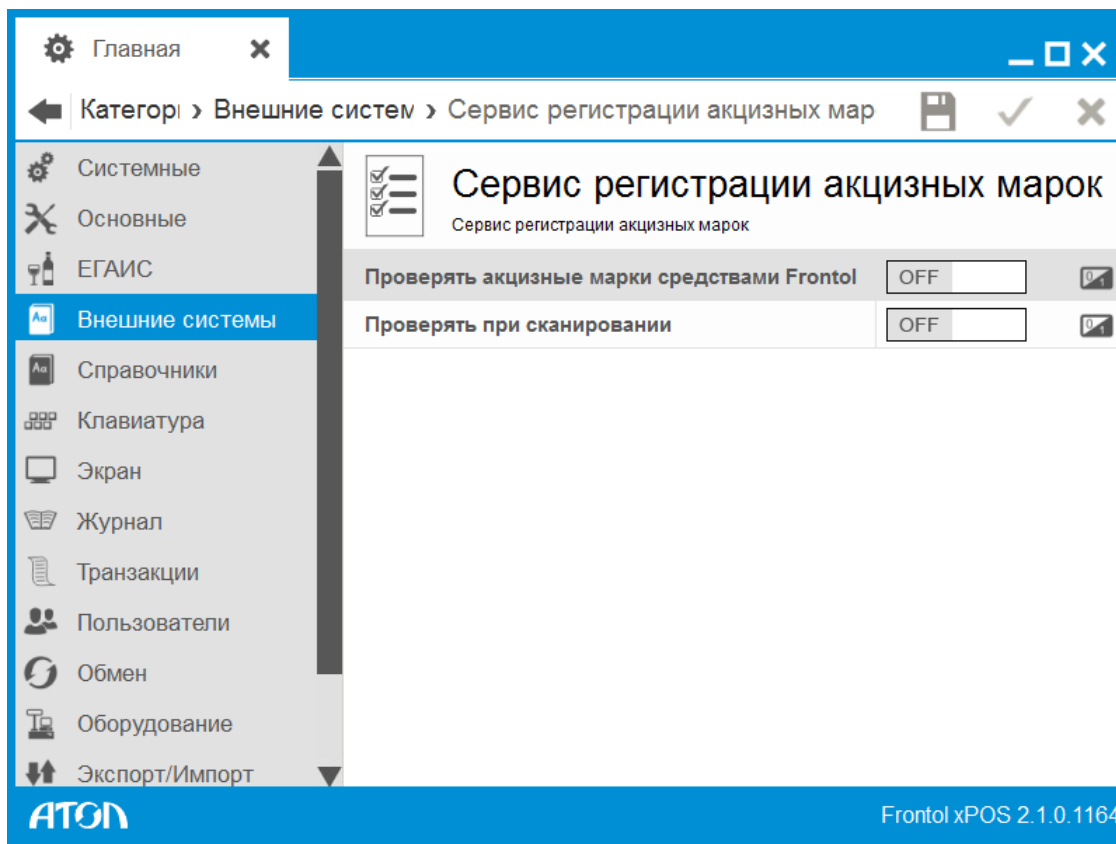 Главная
Категорі › Внешние систем › Сервис регистрации акцизных мар
Системные
Основные
ЕГАИС
Внешние системы
Справочники
Клавиатура
Экран
Журнал
Транзакции
Пользователи
Обмен
Оборудование
Экспорт/Импорт
Сервис регистрации акцизных марок
Сервис регистрации акцизных марок
Проверять акцизные марки средствами Frontol OFF
Проверять при сканировании OFF
АТОЛ
Frontol xPOS 2.1.0.1164